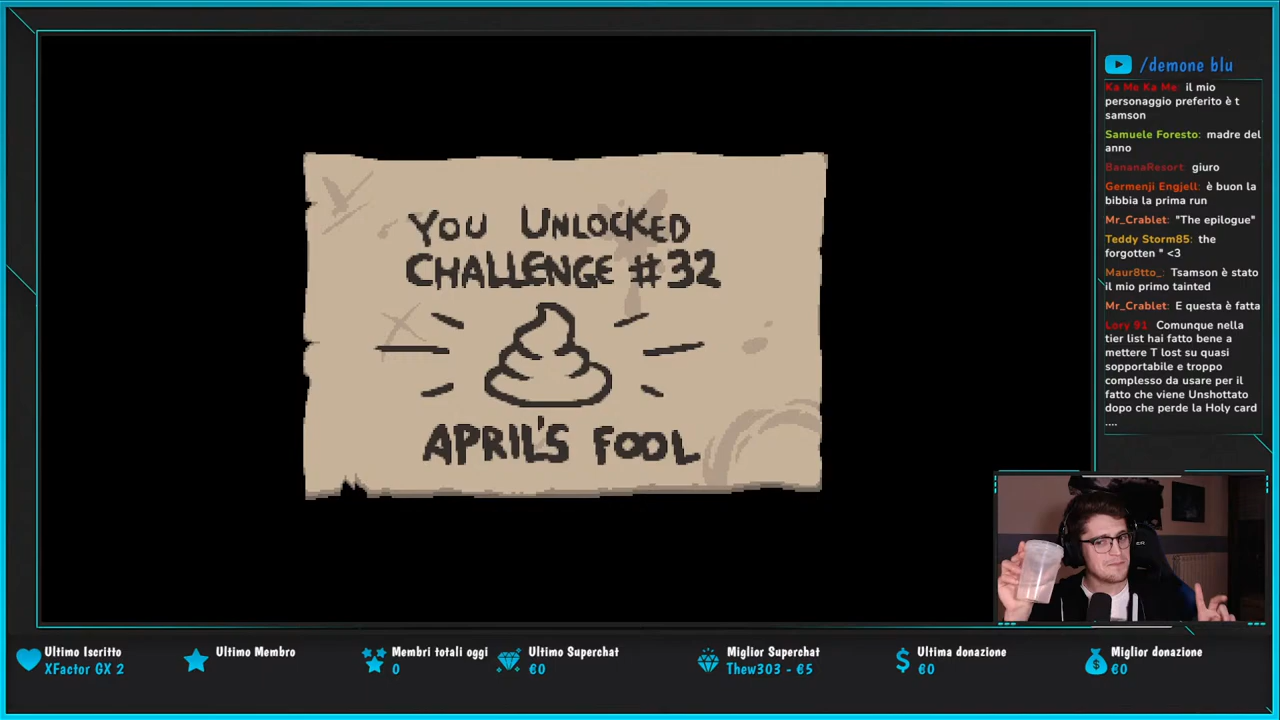 YOU UNLOCKED
CHALLENGE #32
APRIL'S FOOL
/demone blu
Ka Me Ka Me: il mio
personaggio preferito è t
samson
Samuele Foresto: madre del
anno
BananaResort: giuro
Germenji Engjell: è buon la
bibbia la prima run
Mr_Crablet: "The epilogue"
Teddy Storm85: the
forgotten " <3
Maur8tto_: Tsamson è stato
il mio primo tainted
Mr_Crablet: E questa è fatta
Lory 91: Comunque nella
tier list hai fatto bene a
mettere T lost su quasi
sopportabile e troppo
complesso da usare per il
fatto che viene Unshottato
dopo che perde la Holy card
....
Ultimo Iscritto
XFactor GX 2
Ultimo Membro
Membri totali oggi
0
Ultimo Superchat
€0
Miglior Superchat
Thew303 - €5
Ultima donazione
€0
Miglior donazione
€0